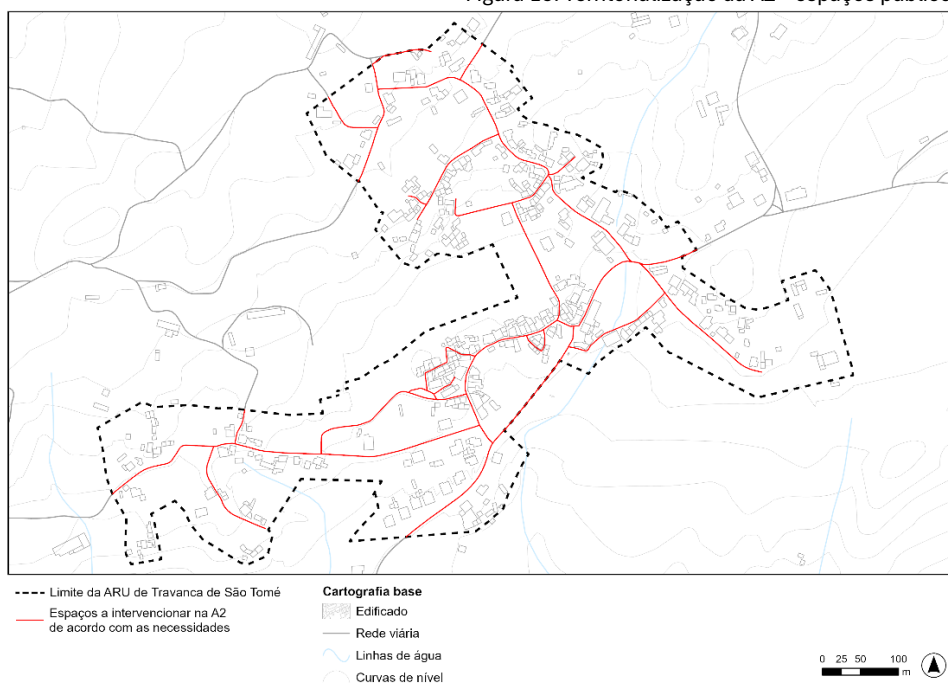 Limite da ARU de Travanca de São Tomé
Espaços a intervencionar na A2
de acordo com as necessidades
Cartografia base
Edificado
Rede viária
Linhas de água
Curvas de nível
0 25 50 100
m